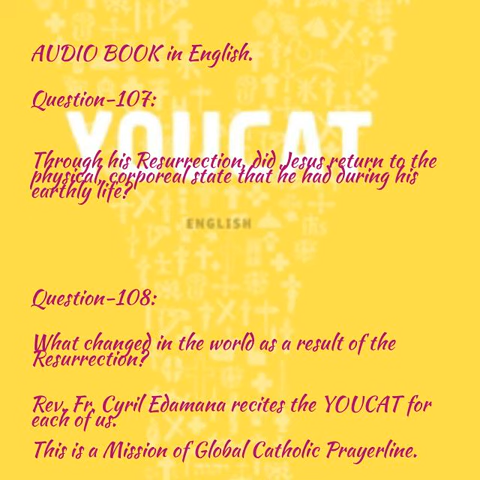 AUDIO BOOK in English.
Question-107:
YOUCAT
Through his Resurrection, did Jesus return to the
physical, corporeal state that he had during his
earthly life?
ENGLISH
Question-108:
What changed in the world as a result of the
Resurrection?
Rev. Fr. Cyril Edamana recites the YOUCAT for
each of us.
This is a Mission of Global Catholic Prayerline.